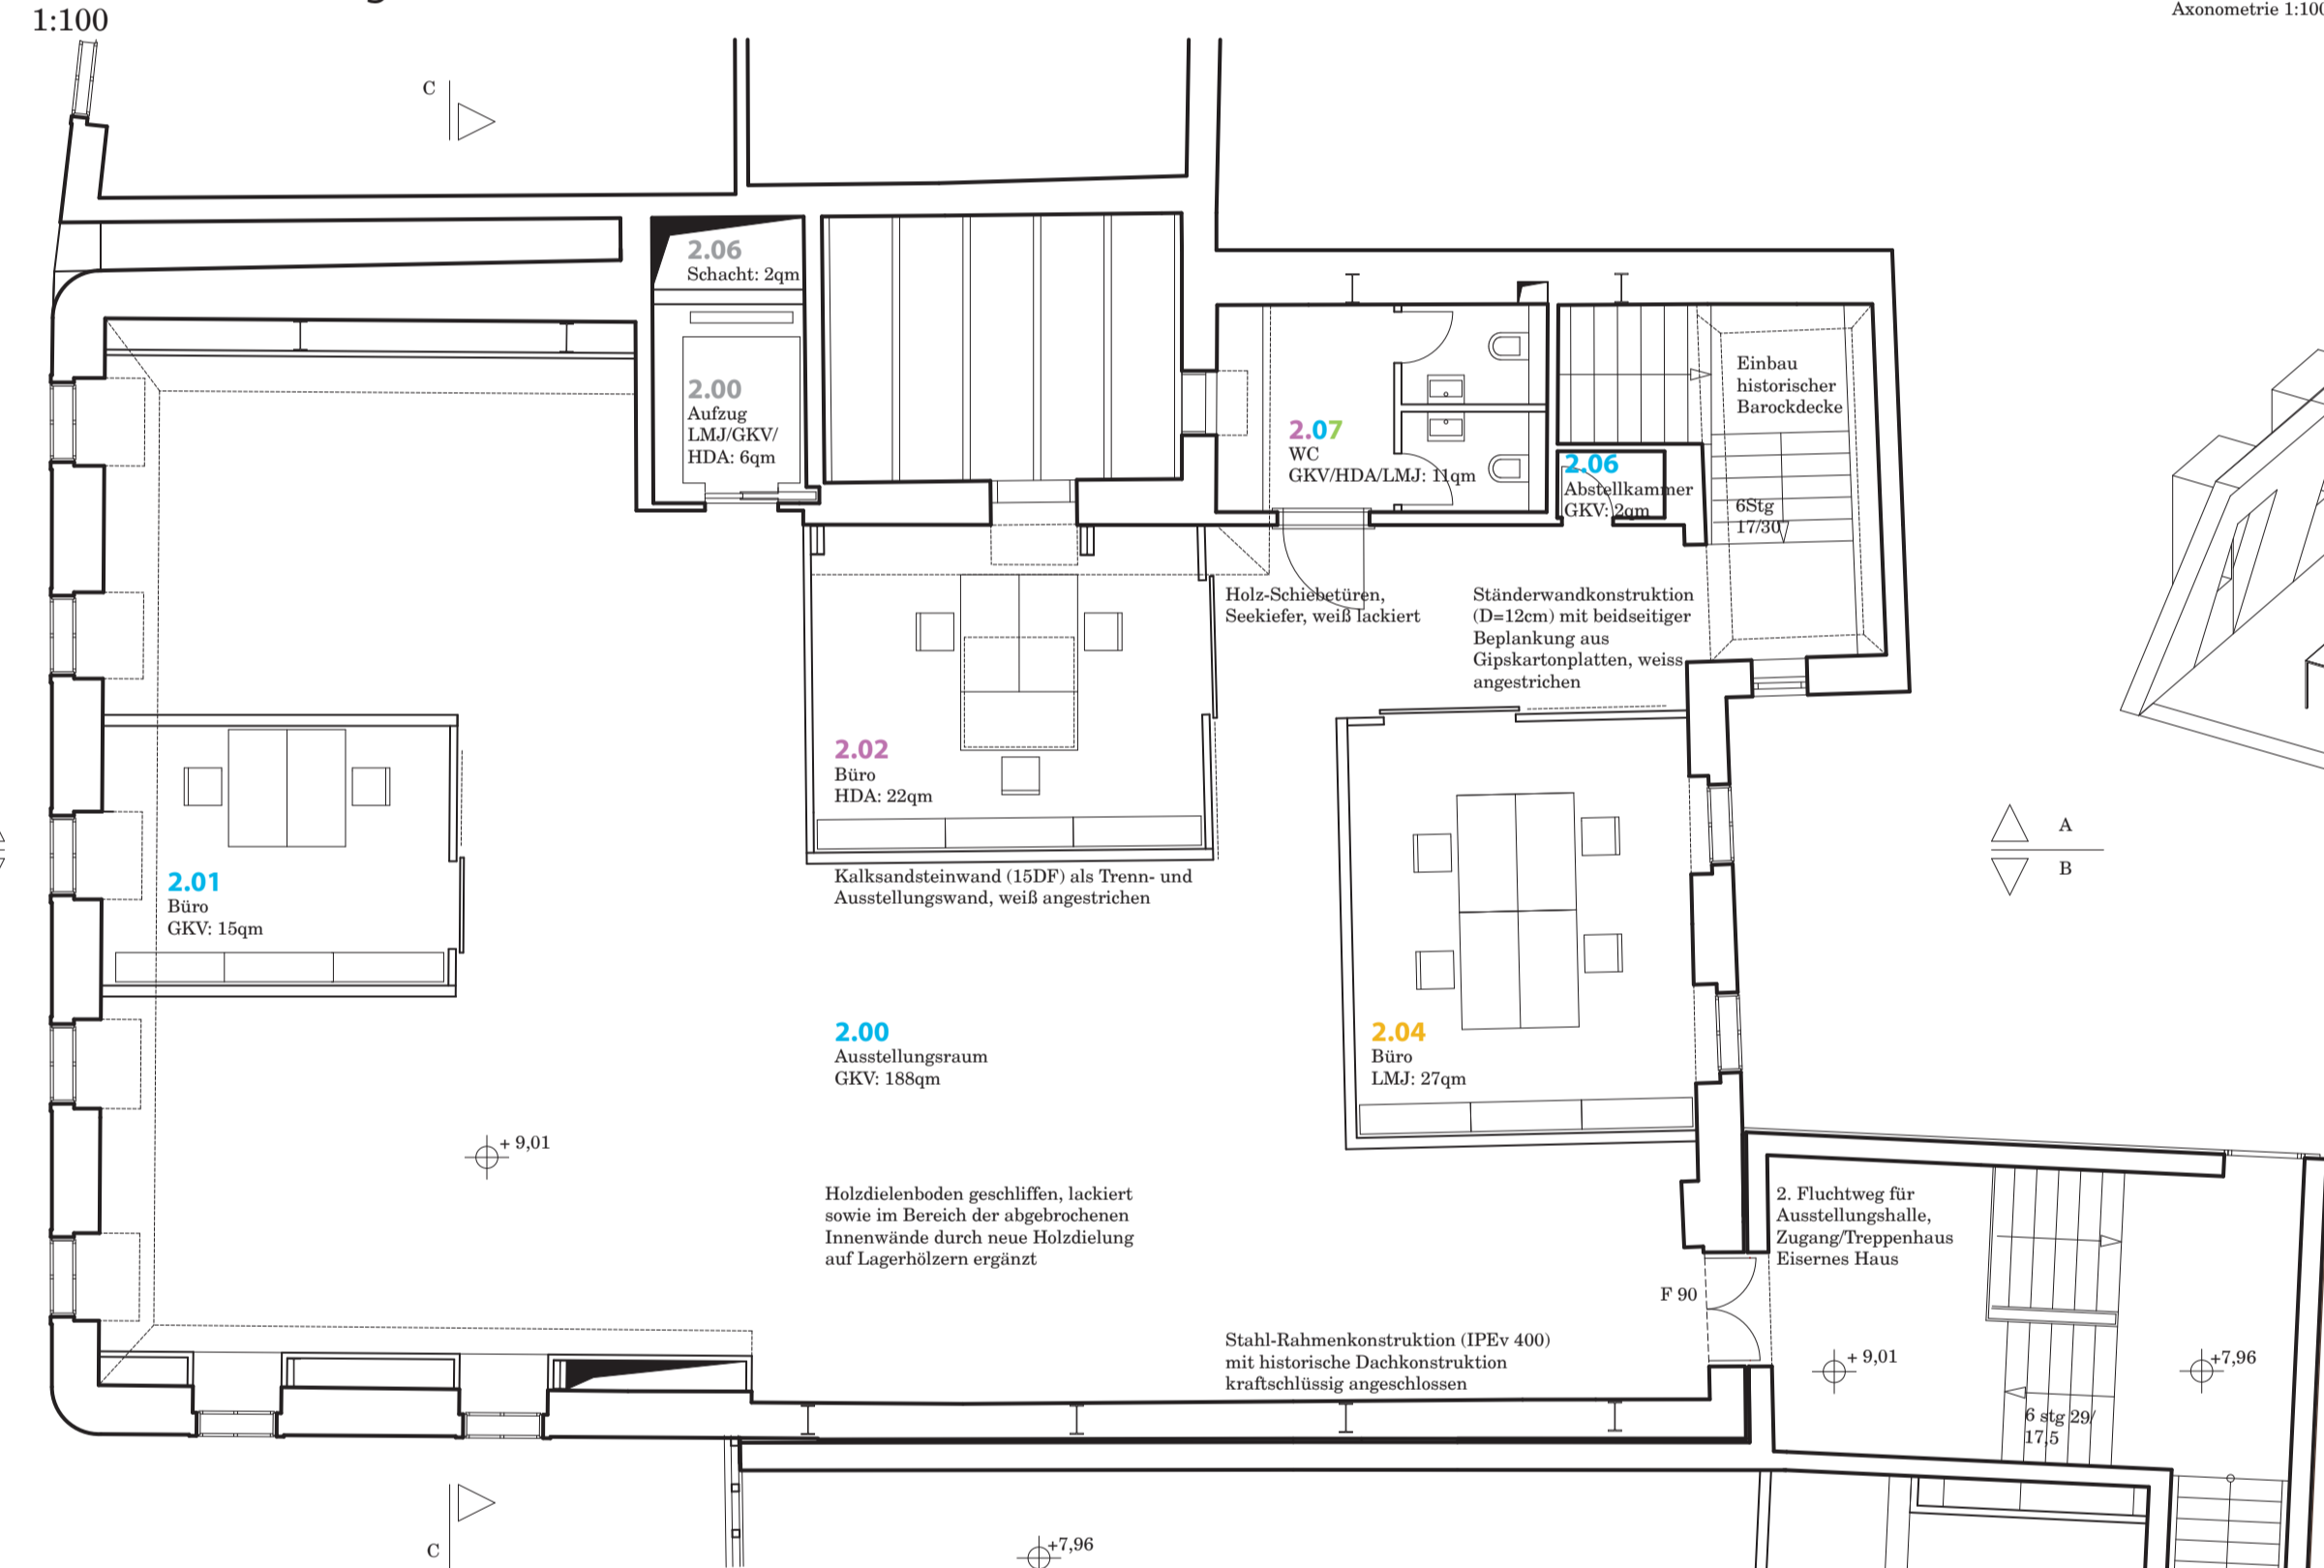 1:100
Axonometrie 1:100
C
2.06
Schacht: 2qm
2.00
Aufzug
LMJ/GKV/
HDA: 6qm
2.07
WC
GKV/HDA/LMJ: 11qm
2.06
Abstellkammer
GKV: 2qm
Einbau
historischer
Barockdecke
6Stg
17/30
Holz-Schiebetüren,
Seekiefer, weiß lackiert
Ständerwandkonstruktion
(D=12cm) mit beidseitiger
Beplankung aus
Gipskartonplatten, weiss
angestrichen
2.02
Büro
HDA: 22qm
Kalksandsteinwand (15DF) als Trenn- und
Ausstellungswand, weiß angestrichen
2.01
Büro
GKV: 15qm
A
B
2.00
Ausstellungsraum
GKV: 188qm
2.04
Büro
LMJ: 27qm
+ 9,01
Holzdielenboden geschliffen, lackiert
sowie im Bereich der abgebrochenen
Innenwände durch neue Holzdielung
auf Lagerhölzern ergänzt
2. Fluchtweg für
Ausstellungshalle,
Zugang/Treppenhaus
Eisernes Haus
F 90
Stahl-Rahmenkonstruktion (IPEv 400)
mit historische Dachkonstruktion
kraftschlüssig angeschlossen
+ 9,01
+7,96
6 stg 29/
17,5
C
+7,96